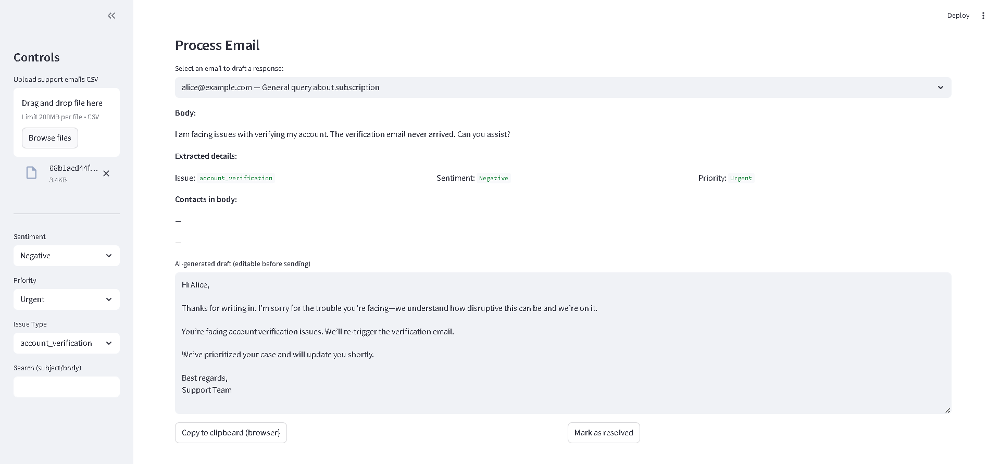 Deploy
Controls
Upload support emails CSV
Drag and drop file here
Limit 200MB per file • CSV
Browse files
68b1acd44f...
3.4KB
Sentiment
Negative
Priority
Urgent
Issue Type
account_verification
Search (subject/body)
Process Email
Select an email to draft a response:
alice@example.com — General query about subscription
Body:
I am facing issues with verifying my account. The verification email never arrived. Can you assist?
Extracted details:
Issue: account_verification
Sentiment: Negative
Priority: Urgent
Contacts in body:
—
—
AI-generated draft (editable before sending)
Hi Alice,
Thanks for writing in. I’m sorry for the trouble you’re facing—we understand how disruptive this can be and we’re on it.
You’re facing account verification issues. We’ll re-trigger the verification email.
We’ve prioritized your case and will update you shortly.
Best regards,
Support Team
Copy to clipboard (browser)
Mark as resolved